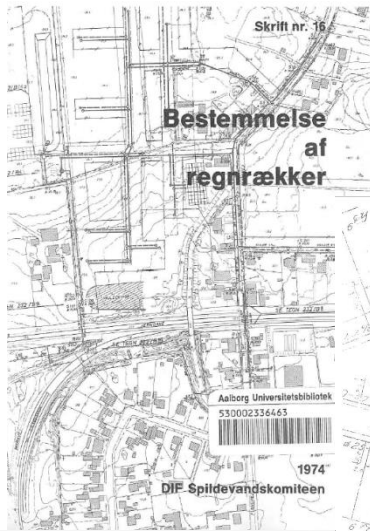 Skrift nr. 16
Bestemmelse
af
regnrækker
Aalborg Universitetsbibliotek
530002336463
1974
DIF Spildevandskomiteen